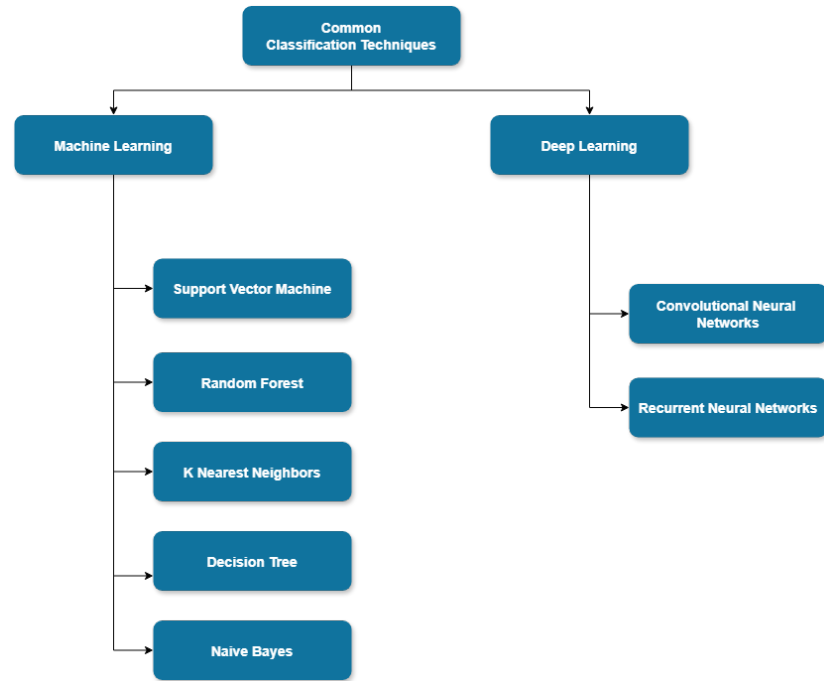 Common
Classification Techniques
Machine Learning
Deep Learning
Support Vector Machine
Convolutional Neural
Networks
Random Forest
Recurrent Neural Networks
K Nearest Neighbors
Decision Tree
Naive Bayes